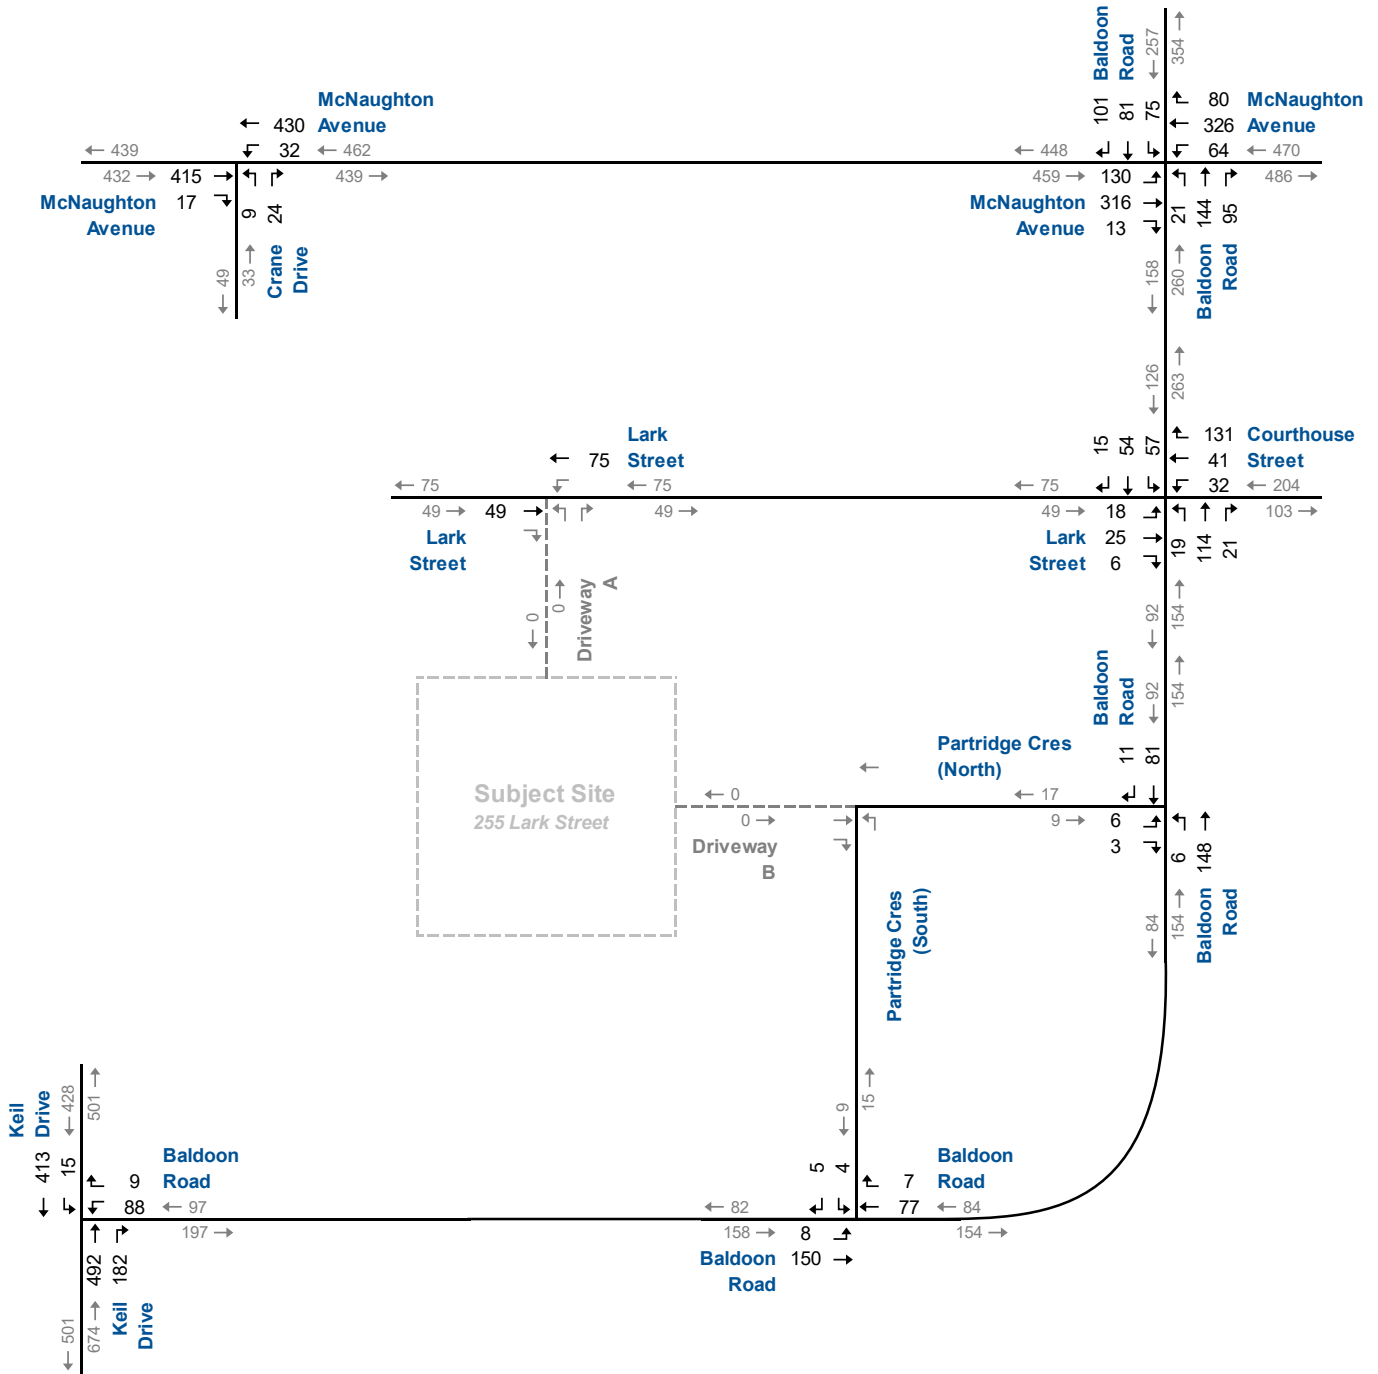 Baldoon
Road
257
354
101
81
75
80
McNaughton
326
Avenue
64
470
McNaughton
430
Avenue
32
462
439
432
415
439
McNaughton
17
Avenue
9
24
49
33
Crane
Drive
448
459
130
486
McNaughton
316
Avenue
13
21
144
95
158
260
Baldoon
Road
126
263
15
54
57
131
Courthouse
41
Street
32
204
Lark
75
Street
75
75
49
49
49
Lark
Street
75
49
18
103
Lark
25
Street
6
19
114
21
0
0
Driveway
A
92
154
Baldoon
Road
92
154
11
81
Partridge Cres
(North)
17
9
6
3
6
148
84
154
Baldoon
Road
Subject Site
255 Lark Street
0
0
Driveway
B
Partridge Cres
(South)
9
15
5
4
7
Baldoon
Road
77
84
154
82
158
8
Baldoon
150
Road
Keil
Drive
428
501
413
15
9
Baldoon
Road
88
97
197
492
182
501
674
Keil
Drive